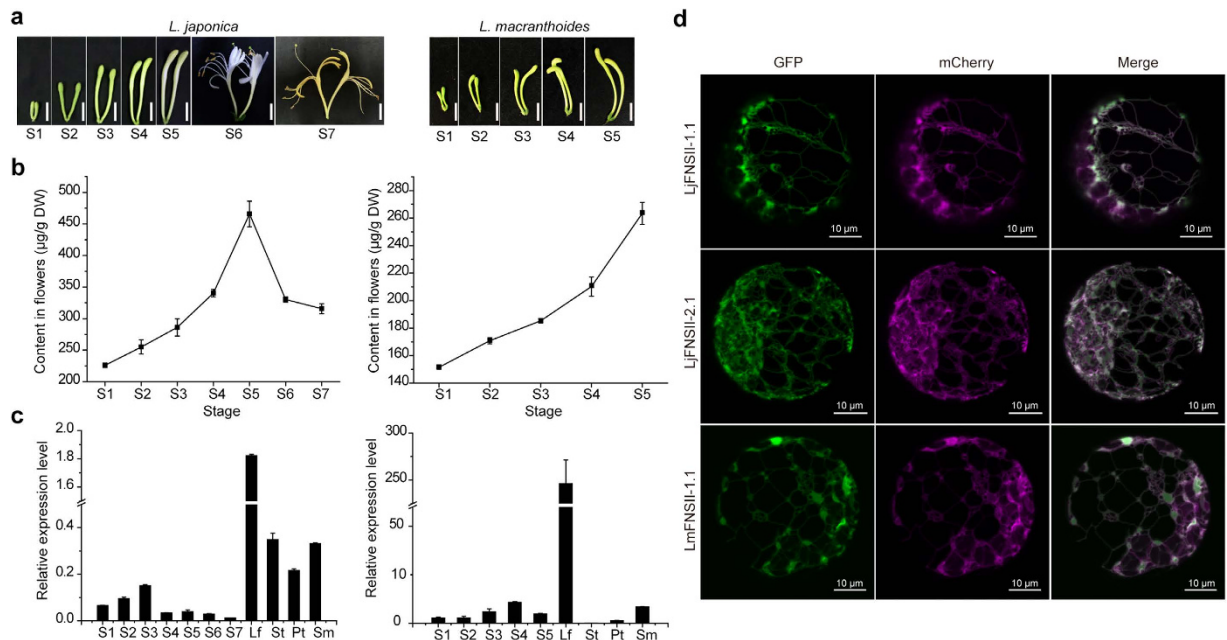 a
L. japonica
L. macranthoides
S1 S2 S3 S4 S5 S6 S7
S1 S2 S3 S4 S5
b
Content in flowers (µg/g DW)
500
450
400
350
300
250
200
S1 S2 S3 S4 S5 S6 S7
Stage
Content in flowers (µg/g DW)
280
260
240
220
200
180
160
140
S1 S2 S3 S4 S5
Stage
c
Relative expression level
2.0
1.8
1.6
0.4
0.2
0.0
S1 S2 S3 S4 S5 S6 S7 Lf St Pt Sm
Relative expression level
300
250
50
10
0
S1 S2 S3 S4 S5 Lf St Pt Sm
d
GFP mCherry Merge
LjFNSII-1.1
10 µm 10 µm 10 µm
LjFNSII-2.1
10 µm 10 µm 10 µm
LmFNSII-1.1
10 µm 10 µm 10 µm